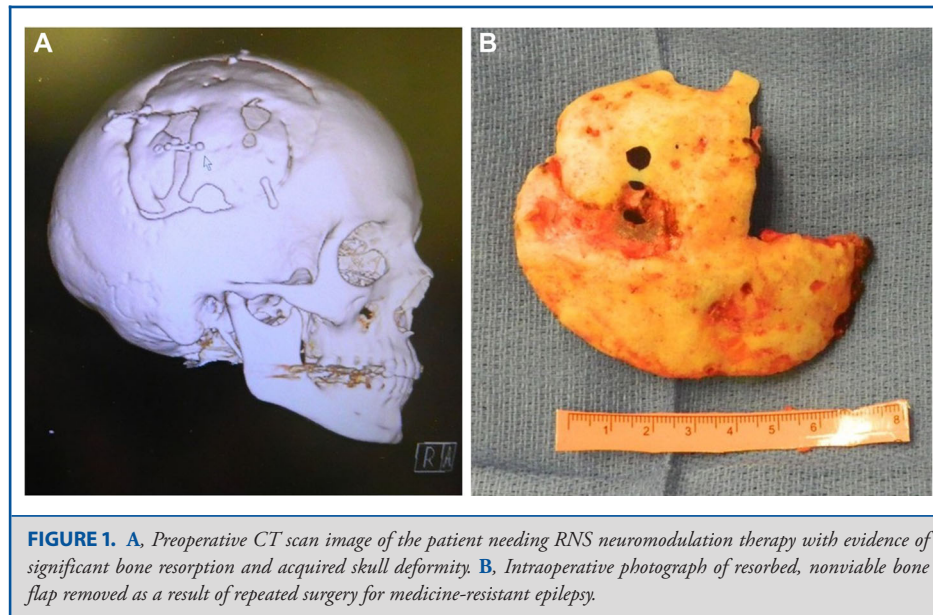 A
B
R A
1 2 3 4 5 6 8
FIGURE 1. A, Preoperative CT scan image of the patient needing RNS neuromodulation therapy with evidence of
significant bone resorption and acquired skull deformity. B, Intraoperative photograph of resorbed, nonviable bone
flap removed as a result of repeated surgery for medicine-resistant epilepsy.